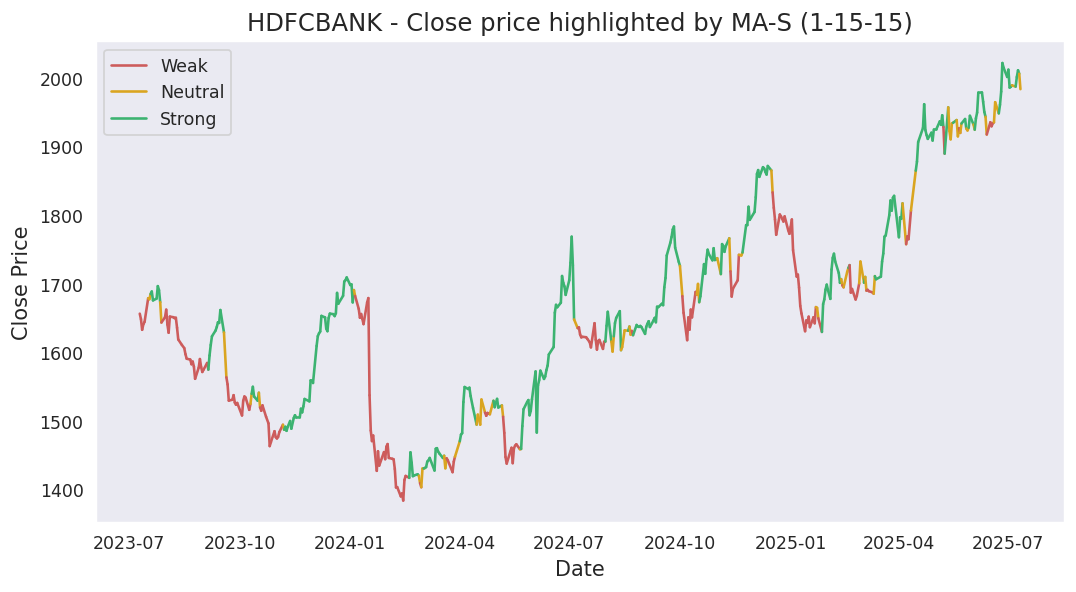 HDFCBANK - Close price highlighted by MA-S (1-15-15)
Weak
Neutral
Strong
Close Price
2000
1900
1800
1700
1600
1500
1400
2023-07 2023-10 2024-01 2024-04 2024-07 2024-10 2025-01 2025-04 2025-07
Date